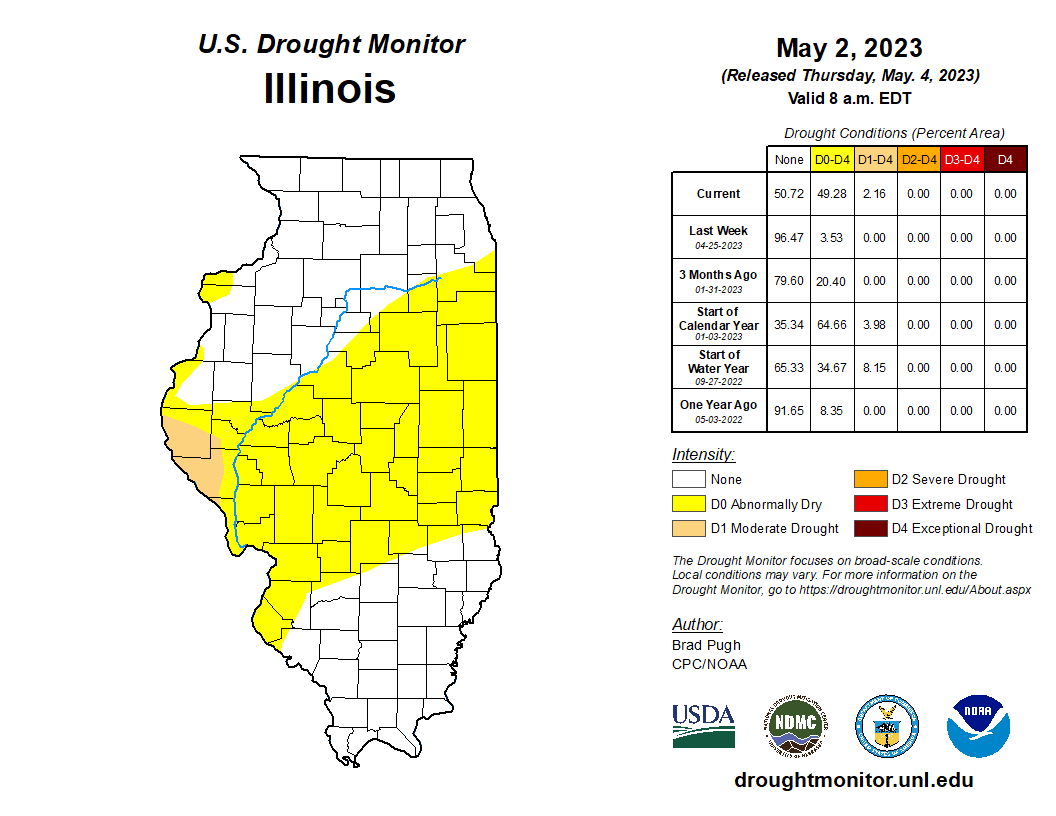 U.S. Drought Monitor
Illinois
May 2, 2023
(Released Thursday, May. 4, 2023)
Valid 8 a.m. EDT
Drought Conditions (Percent Area)
None D0-D4 D1-D4 D2-D4 D3-D4 D4
Current 50.72 49.28 2.16 0.00 0.00 0.00
Last Week
04-25-2023 96.47 3.53 0.00 0.00 0.00 0.00
3 Months Ago
01-31-2023 79.60 20.40 0.00 0.00 0.00 0.00
Start of
Calendar Year
01-03-2023 35.34 64.66 3.98 0.00 0.00 0.00
Start of
Water Year
09-27-2022 65.33 34.67 8.15 0.00 0.00 0.00
One Year Ago
05-03-2022 91.65 8.35 0.00 0.00 0.00 0.00
Intensity:
None D2 Severe Drought
D0 Abnormally Dry D3 Extreme Drought
D1 Moderate Drought D4 Exceptional Drought
The Drought Monitor focuses on broad-scale conditions.
Local conditions may vary. For more information on the
Drought Monitor, go to https://droughtmonitor.unl.edu/About.aspx
Author:
Brad Pugh
CPC/NOAA
USDA
NDMC
NOAA
droughtmonitor.unl.edu